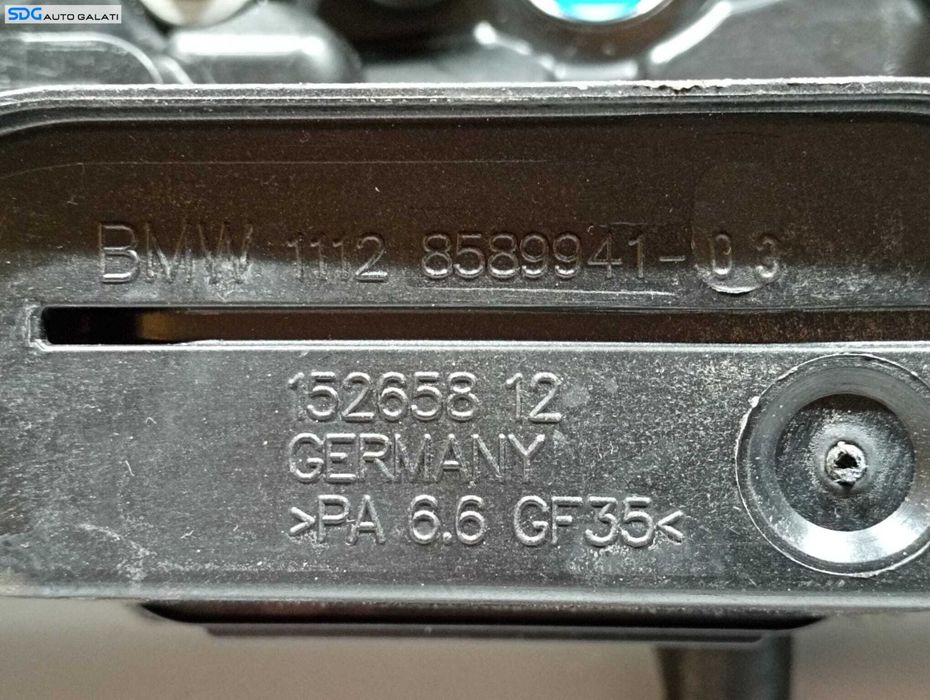 SDG AUTO GALATI
BMW 1112 8589941-03
152658 12
GERMANY
>PA 6.6 GF35<